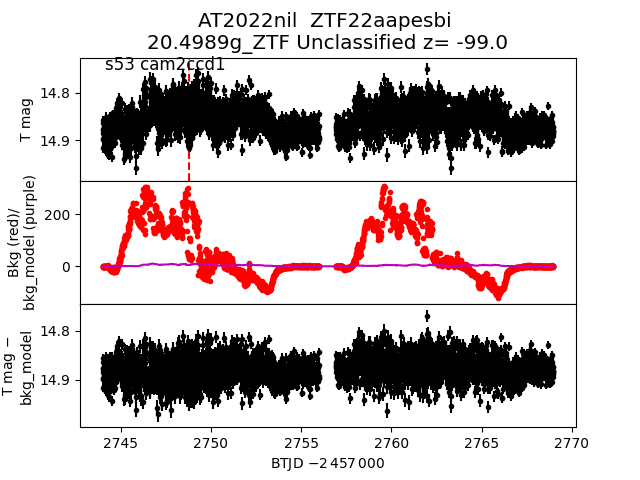 AT2022nil  ZTF22aapesbi
20.4989g_ZTF Unclassified z= -99.0
s53 cam2ccd1
T mag
14.8
14.9
Bkg (red)/
bkg_model (purple)
200
0
T mag −
bkg_model
14.8
14.9
2745 2750 2755 2760 2765 2770
BTJD −2 457 000